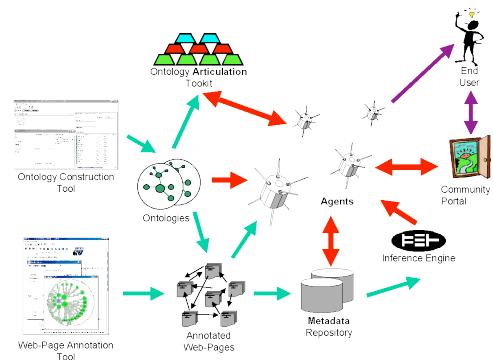 Ontology Articulation
Tookit
End
User
Ontology Construction
Tool
Ontologies
Agents
Community
Portal
Inference Engine
Web-Page Annotation
Tool
Annotated
Web-Pages
Metadata
Repository